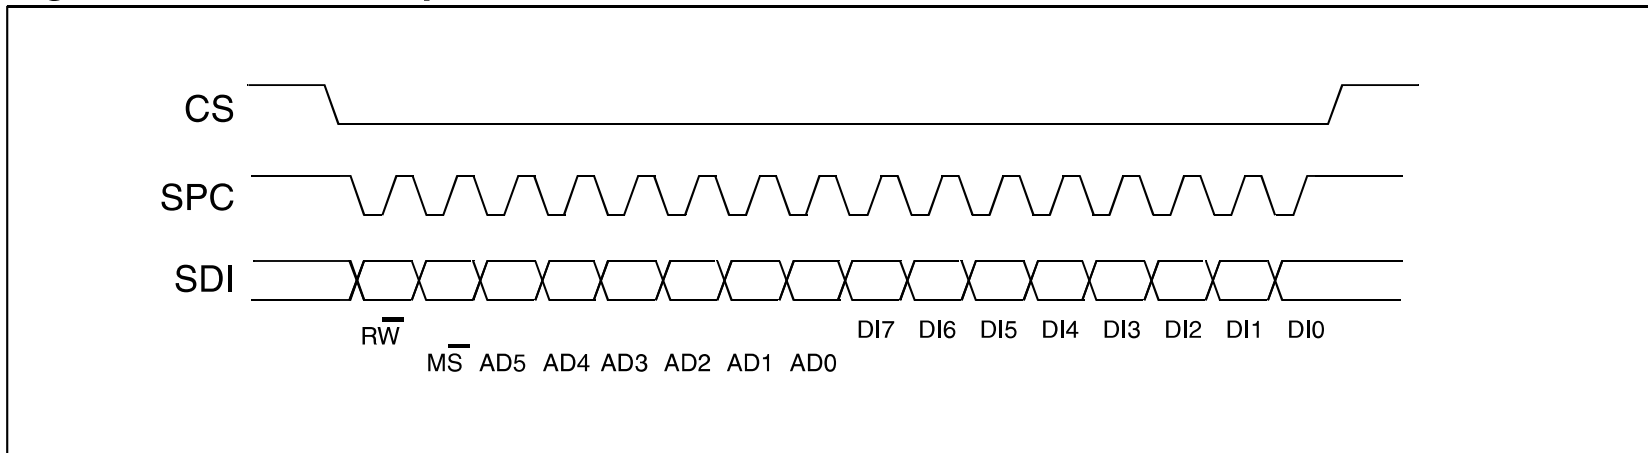 CS
SPC
SDI
RW̅
DI7 DI6 DI5 DI4 DI3 DI2 DI1 DI0
MS̅ AD5 AD4 AD3 AD2 AD1 AD0